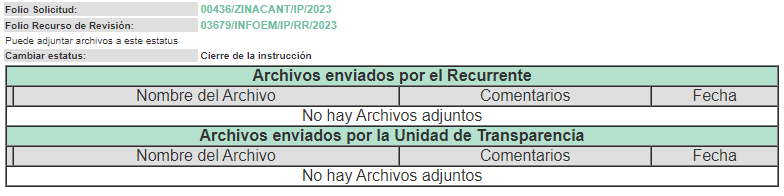 Folio Solicitud: 00436/ZINACANT/IP/2023
Folio Recurso de Revisión: 03679/INFOEM/IP/RR/2023
Puede adjuntar archivos a este estatus
Cambiar estatus: Cierre de la instrucción
Archivos enviados por el Recurrente
Nombre del Archivo Comentarios Fecha
No hay Archivos adjuntos
Archivos enviados por la Unidad de Transparencia
Nombre del Archivo Comentarios Fecha
No hay Archivos adjuntos